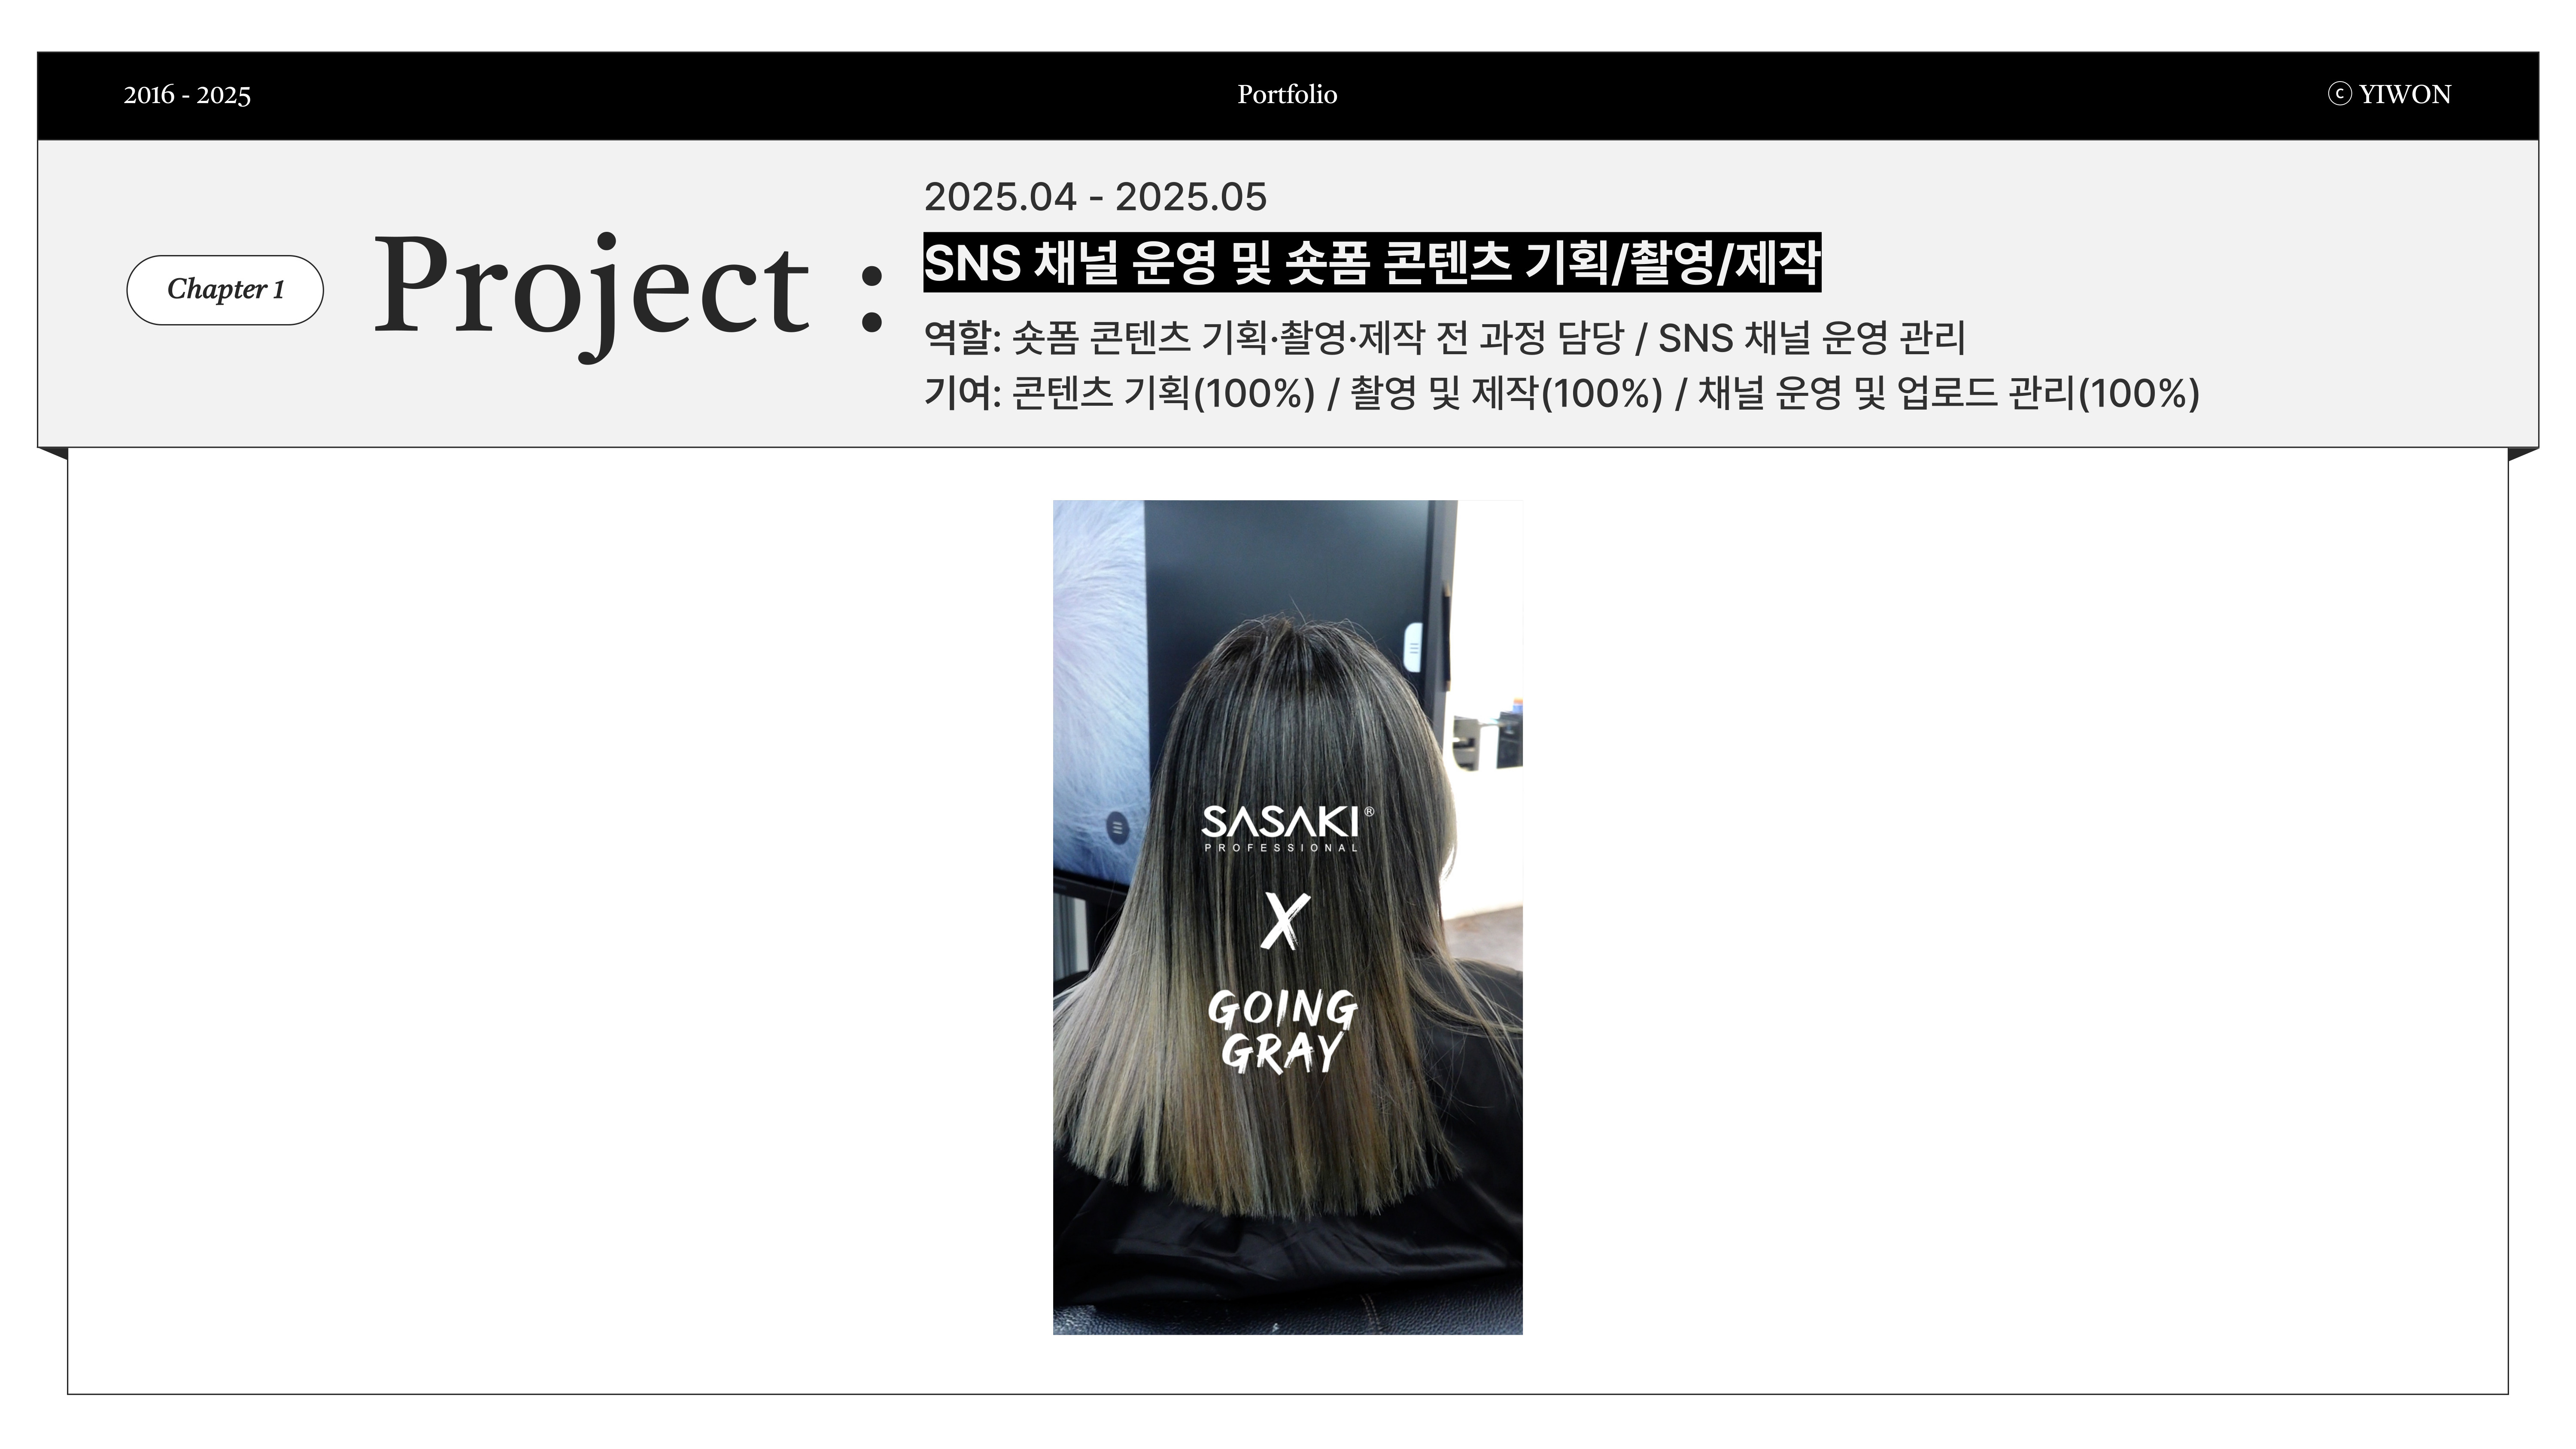 2016 - 2025
Portfolio
ⓒ YIWON
Chapter 1
Project :
2025.04 - 2025.05
SNS 채널 운영 및 숏폼 콘텐츠 기획/촬영/제작
역할: 숏폼 콘텐츠 기획·촬영·제작 전 과정 담당 / SNS 채널 운영 관리
기여: 콘텐츠 기획(100%) / 촬영 및 제작(100%) / 채널 운영 및 업로드 관리(100%)
SASAKI®
PROFESSIONAL
X
GOING
GRAY